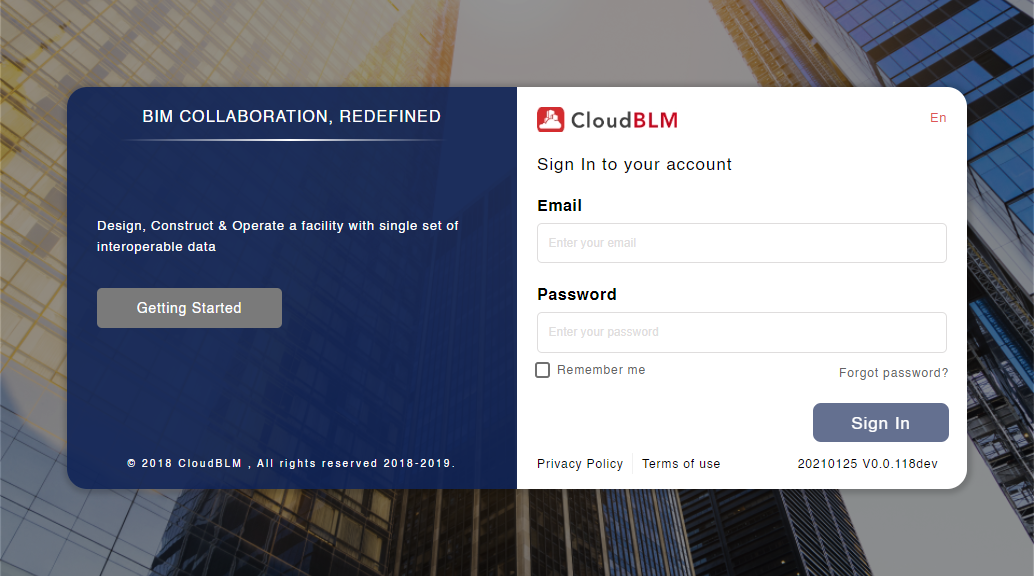 BIM COLLABORATION, REDEFINED
Design, Construct & Operate a facility with single set of
interoperable data
Getting Started
© 2018 CloudBLM , All rights reserved 2018-2019.
CloudBLM
En
Sign In to your account
Email
Enter your email
Password
Enter your password
Remember me
Forgot password?
Sign In
Privacy Policy
Terms of use
20210125 V0.0.118dev